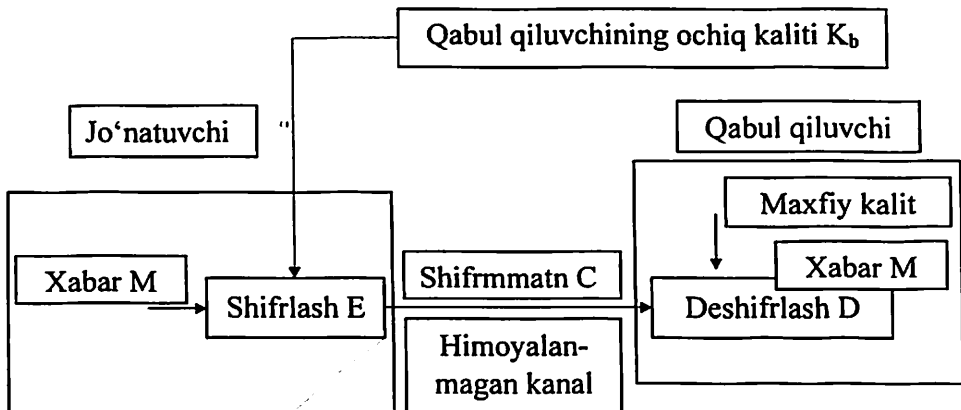 Qabul qiluvchining ochiq kaliti K_b
Jo‘natuvchi
Qabul qiluvchi
Maxfiy kalit
Xabar M
Xabar M
Shifrlash E
Shifrmmatn C
Deshifrlash D
Himoyalan-
magan kanal